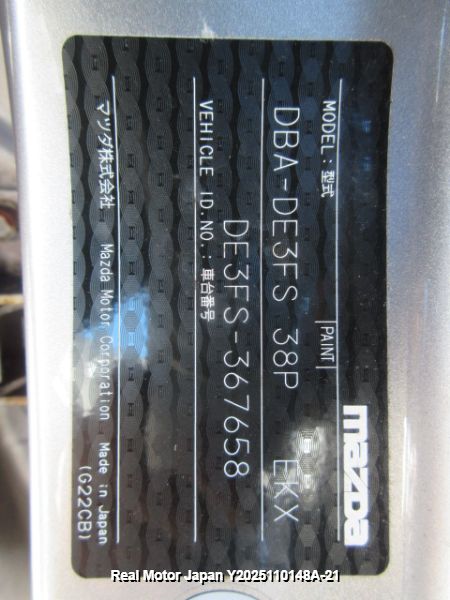 mazda
MODEL:型式 PAINT
DBA-DE3FS 38P EKX
VEHICLE ID.NO.:車台番号
DE3FS-367658
マツダ株式会社 Mazda Motor Corporation Made in Japan
(G22CB)
Real Motor Japan Y2025110148A-21